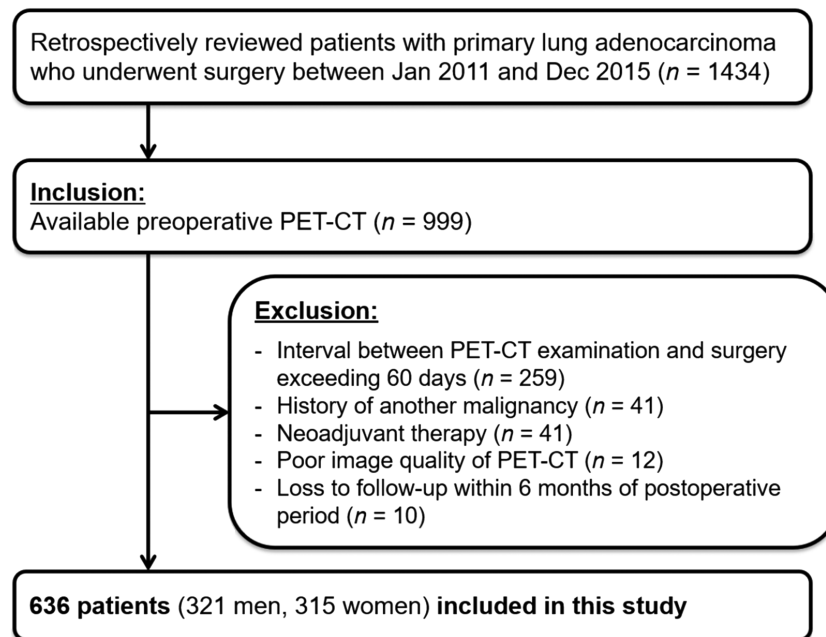 Retrospectively reviewed patients with primary lung adenocarcinoma
who underwent surgery between Jan 2011 and Dec 2015 (n = 1434)
Inclusion:
Available preoperative PET-CT (n = 999)
Exclusion:
- Interval between PET-CT examination and surgery
exceeding 60 days (n = 259)
- History of another malignancy (n = 41)
- Neoadjuvant therapy (n = 41)
- Poor image quality of PET-CT (n = 12)
- Loss to follow-up within 6 months of postoperative
period (n = 10)
636 patients (321 men, 315 women) included in this study